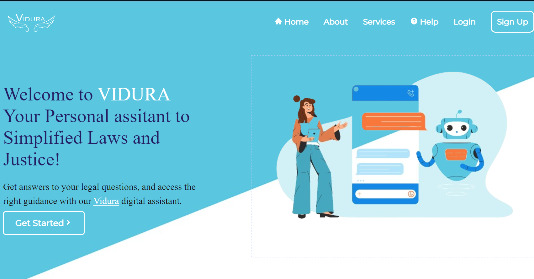 VIDURA
Home About Services Help Login Sign Up
Welcome to VIDURA
Your Personal assitant to
Simplified Laws and
Justice!
Get answers to your legal questions, and access the
right guidance with our Vidura digital assistant.
Get Started >